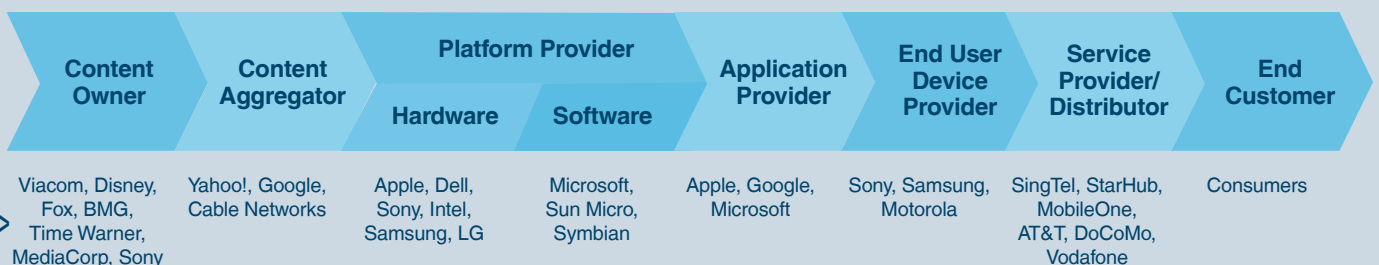 Content
Owner
Content
Aggregator
Platform Provider
Hardware
Software
Application
Provider
End User
Device
Provider
Service
Provider/
Distributor
End
Customer
Viacom, Disney,
Fox, BMG,
Time Warner,
MediaCorp, Sony
Yahoo!, Google,
Cable Networks
Apple, Dell,
Sony, Intel,
Samsung, LG
Microsoft,
Sun Micro,
Symbian
Apple, Google,
Microsoft
Sony, Samsung,
Motorola
SingTel, StarHub,
MobileOne,
AT&T, DoCoMo,
Vodafone
Consumers